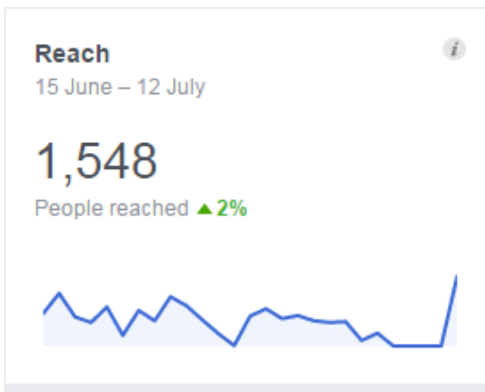 Reach
i
15 June – 12 July
1,548
People reached ▲ 2%